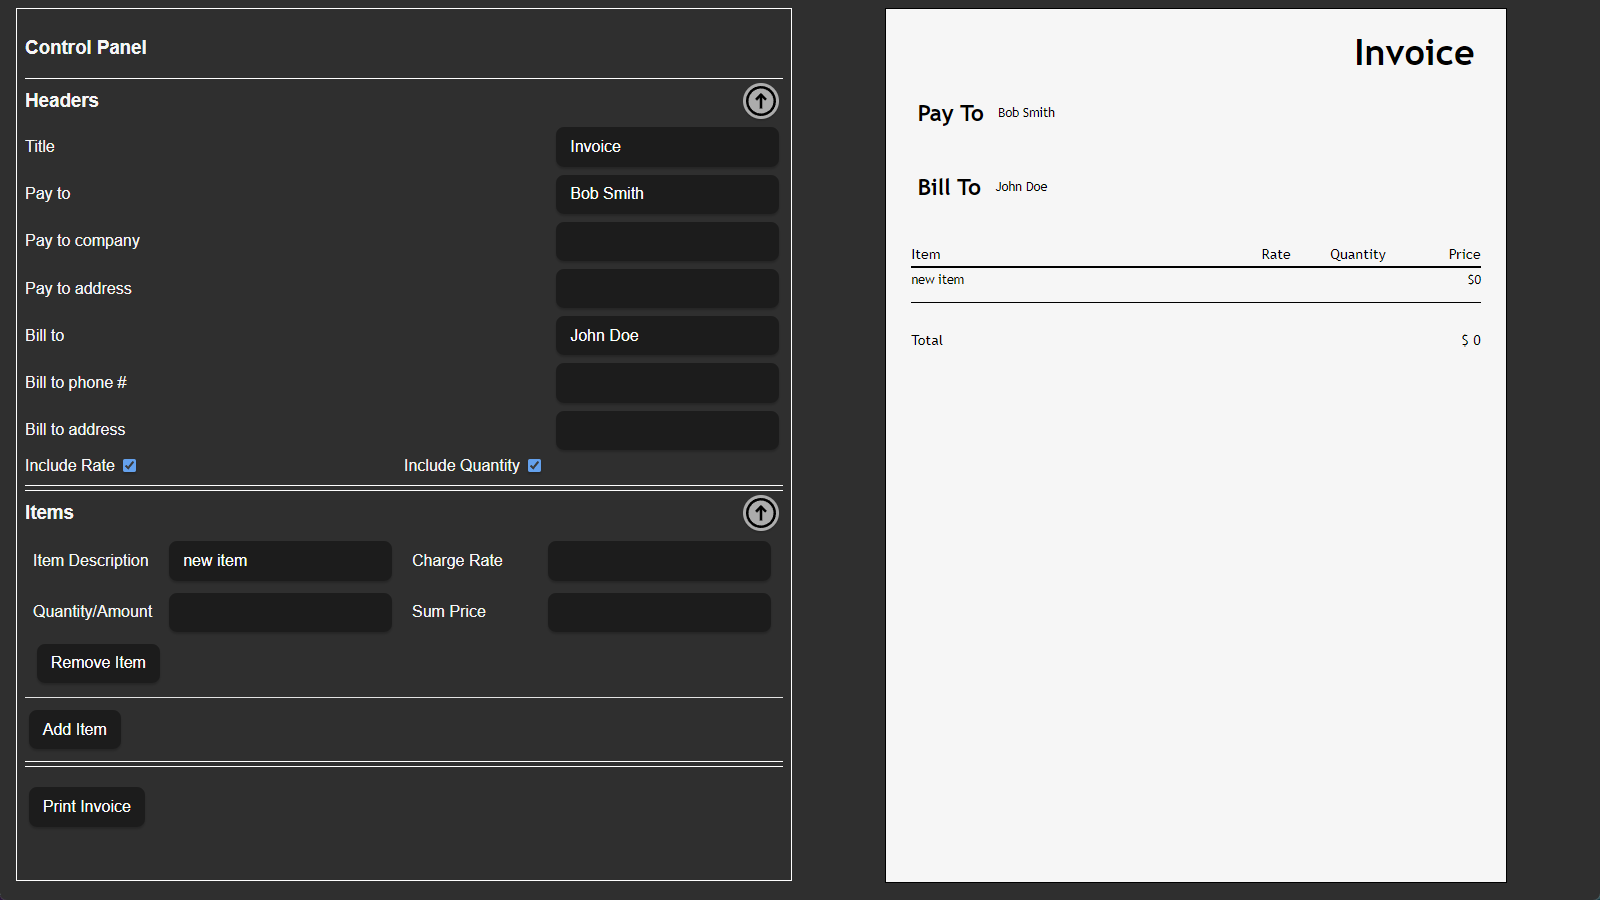 Control Panel
Headers
Title Invoice
Pay to Bob Smith
Pay to company
Pay to address
Bill to John Doe
Bill to phone #
Bill to address
Include Rate Include Quantity
Items
Item Description new item Charge Rate
Quantity/Amount Sum Price
Remove Item
Add Item
Print Invoice
Invoice
Pay To Bob Smith
Bill To John Doe
Item Rate Quantity Price
new item $0
Total $ 0